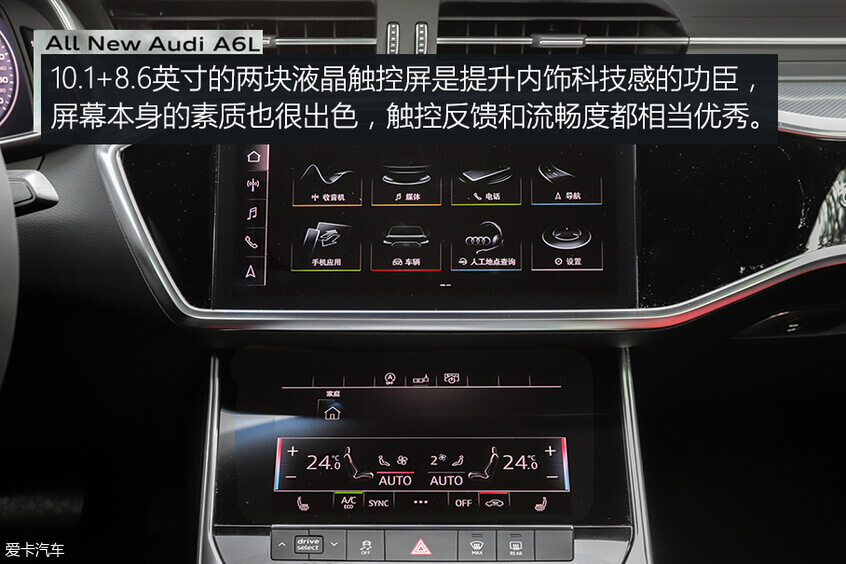 All New Audi A6L
10.1+8.6英寸的两块液晶触控屏是提升内饰科技感的功臣，
屏幕本身的素质也很出色，触控反馈和流畅度都相当优秀。
收音机 媒体 电话 导航
手机应用 车辆 人工地点查询 设置
OFF
家庭
+ 24.0°C 2 24.0°C +
- AUTO AUTO -
A/C ECO SYNC ••• OFF
drive select OFF MAX REAR
爱卡汽车